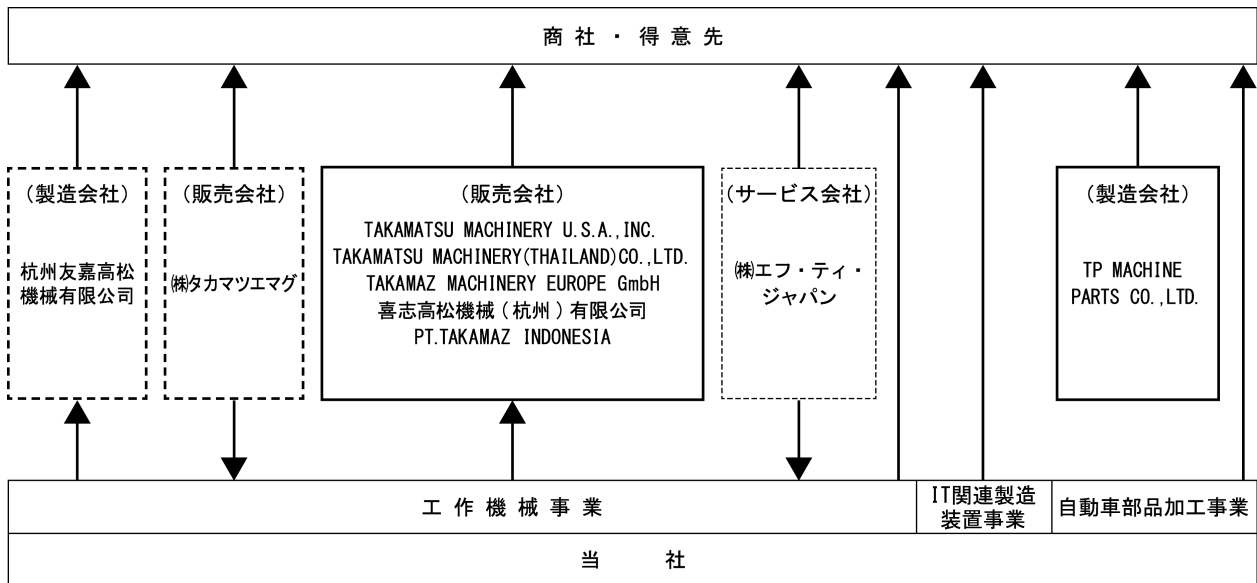 商社・得意先
(製造会社)
杭州友嘉高松
機械有限公司
(販売会社)
㈱タカマツエマグ
(販売会社)
TAKAMATSU MACHINERY U.S.A.,INC.
TAKAMATSU MACHINERY(THAILAND)CO.,LTD.
TAKAMAZ MACHINERY EUROPE GmbH
喜志高松機械(杭州)有限公司
PT.TAKAMAZ INDONESIA
(サービス会社)
㈱エフ・ティ・
ジャパン
(製造会社)
TP MACHINE
PARTS CO.,LTD.
工作機械事業
IT関連製造
装置事業
自動車部品加工事業
当社